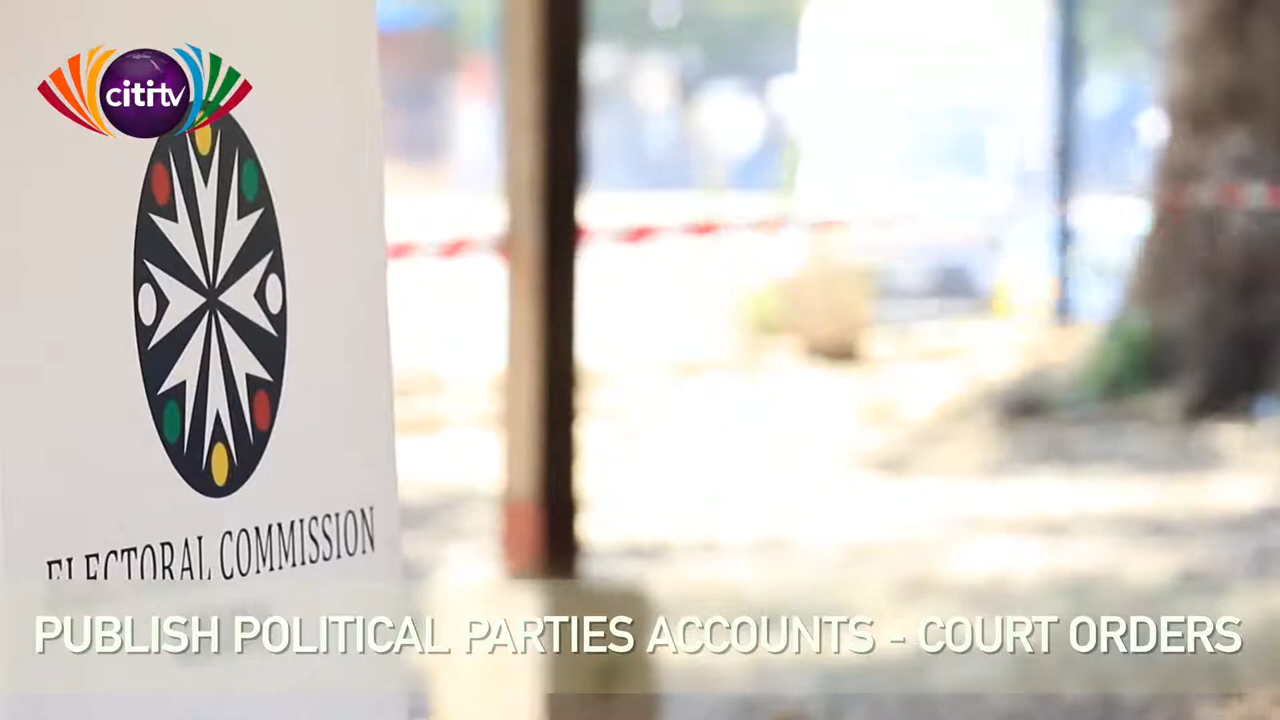 citi tv
ELECTORAL COMMISSION
PUBLISH POLITICAL PARTIES ACCOUNTS - COURT ORDERS